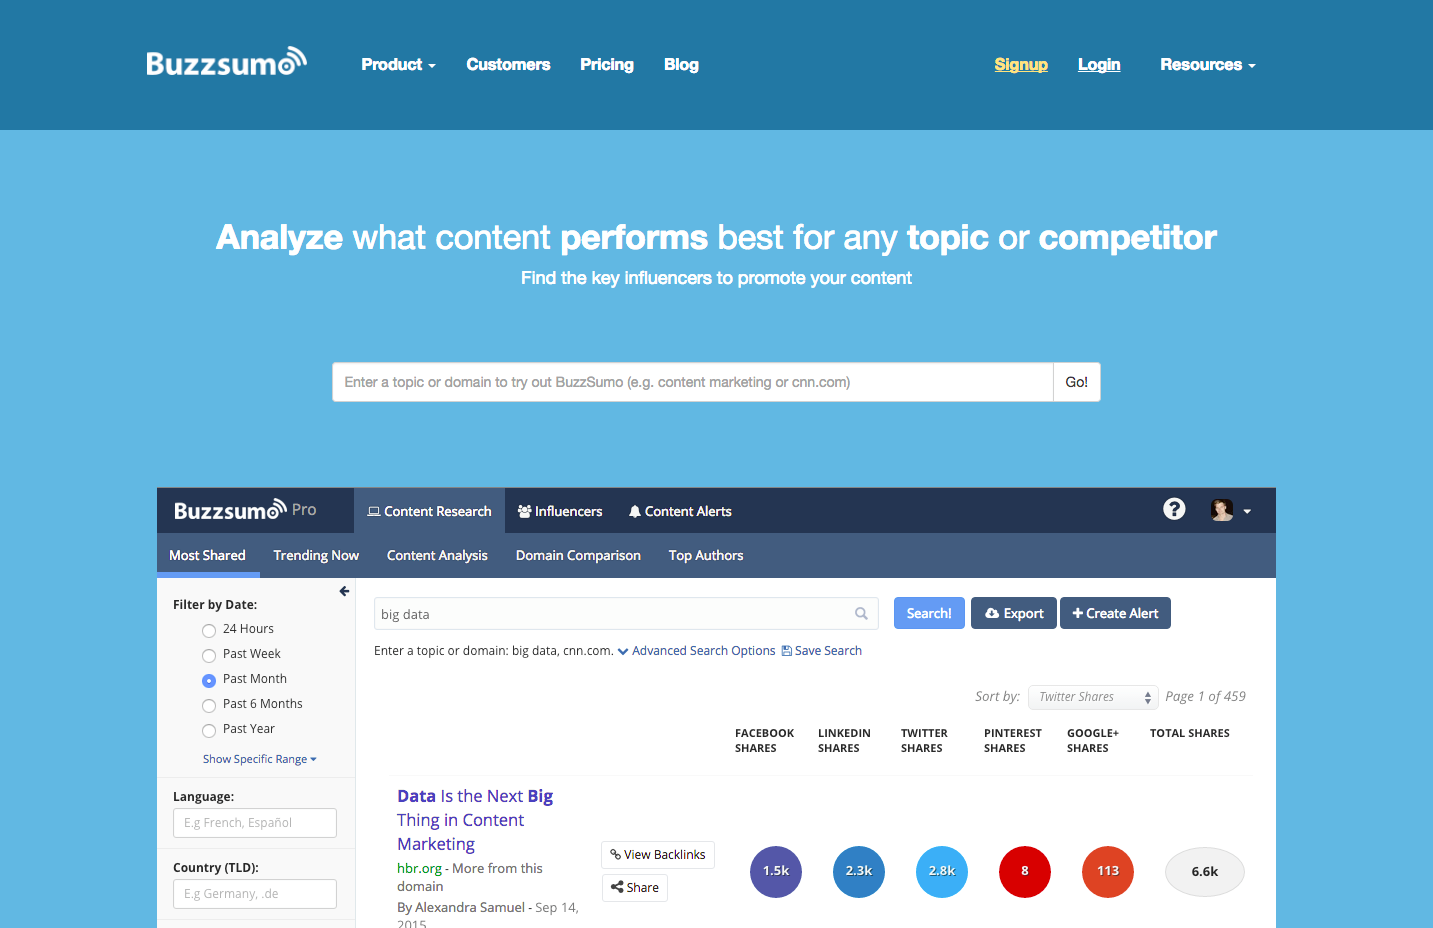 Buzzsumo Product Customers Pricing Blog Signup Login Resources
Analyze what content performs best for any topic or competitor
Find the key influencers to promote your content
Enter a topic or domain to try out BuzzSumo (e.g. content marketing or cnn.com) Go!
Buzzsumo Pro Content Research Influencers Content Alerts ?
Most Shared Trending Now Content Analysis Domain Comparison Top Authors
Filter by Date:
24 Hours
Past Week
Past Month
Past 6 Months
Past Year
Show Specific Range
Language:
E.g French, Español
Country (TLD):
E.g Germany, .de
big data Search! Export + Create Alert
Enter a topic or domain: big data, cnn.com. Advanced Search Options Save Search
Sort by: Twitter Shares Page 1 of 459
FACEBOOK SHARES LINKEDIN SHARES TWITTER SHARES PINTEREST SHARES GOOGLE+ SHARES TOTAL SHARES
Data Is the Next Big
Thing in Content
Marketing
hbr.org - More from this
domain
By Alexandra Samuel - Sep 14,
2015
View Backlinks
Share
1.5k 2.3k 2.8k 8 113 6.6k